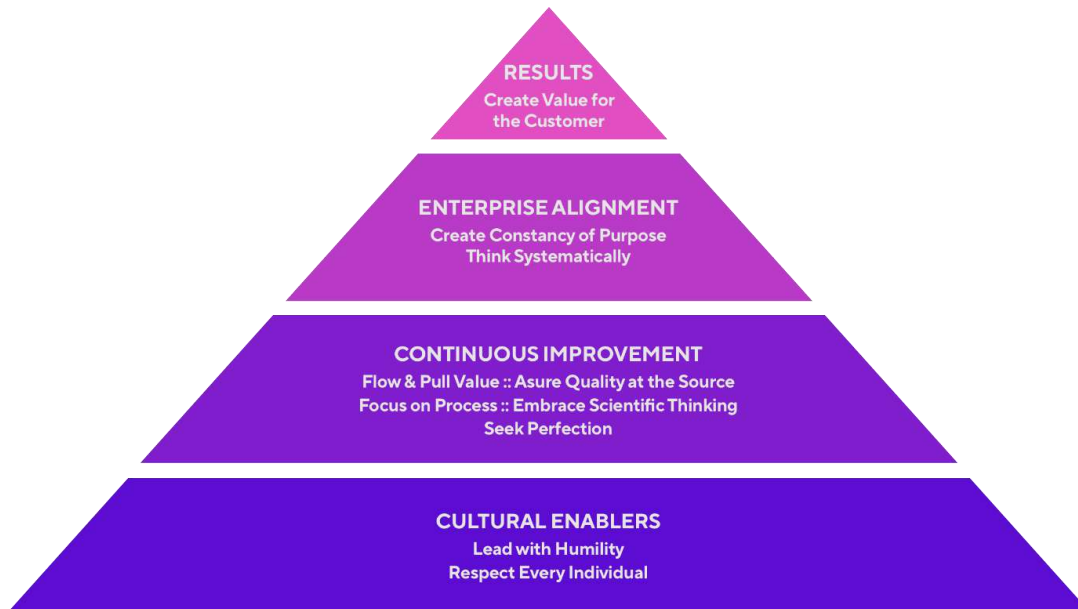 RESULTS
Create Value for
the Customer
ENTERPRISE ALIGNMENT
Create Constancy of Purpose
Think Systematically
CONTINUOUS IMPROVEMENT
Flow & Pull Value :: Asure Quality at the Source
Focus on Process :: Embrace Scientific Thinking
Seek Perfection
CULTURAL ENABLERS
Lead with Humility
Respect Every Individual